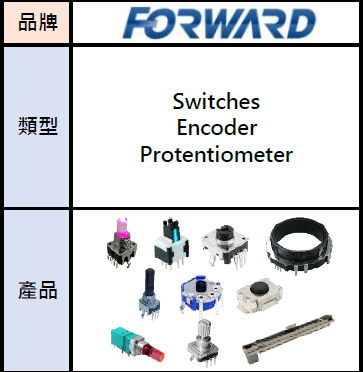 品牌
FORWARD
類型
Switches
Encoder
Protentiometer
產品